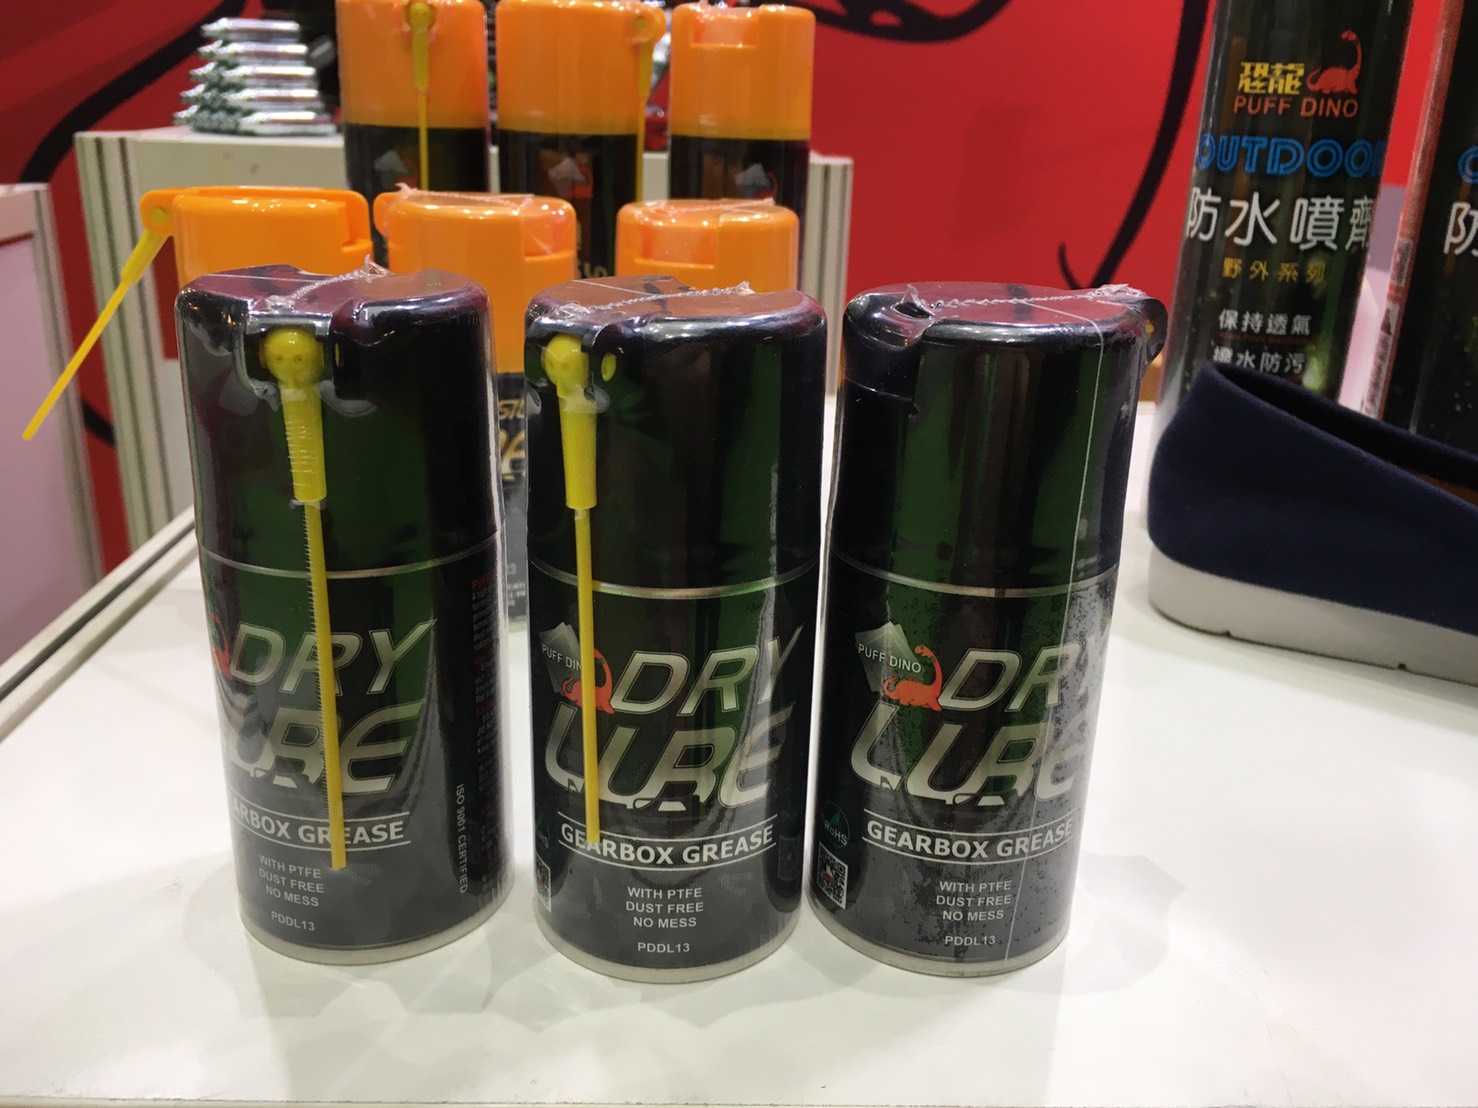 恐龍
PUFF DINO
OUTDOOR
防水噴劑
野外系列
保持透氣
撥水防污
防
DRY
LUBE
GEARBOX GREASE
WITH PTFE
DUST FREE
NO MESS
PDDL13
ISO 9001 CERTIFIED
PUFF DINO
DRY
LUBE
GEARBOX GREASE
WITH PTFE
DUST FREE
NO MESS
PDDL13
PUFF DINO
DRY
LUBE
RoHS
GEARBOX GREASE
WITH PTFE
DUST FREE
NO MESS
PDDL13